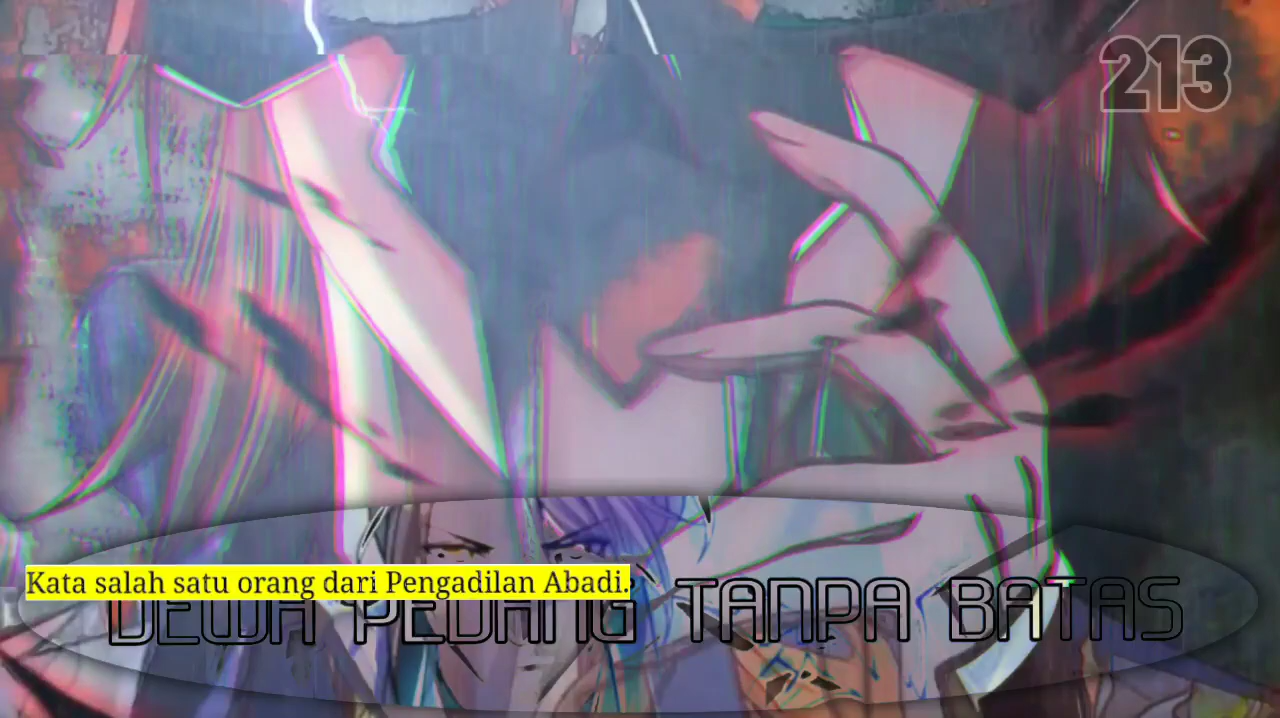 213
Kata salah satu orang dari Pengadilan Abadi.
DEWA PEDANG TANPA BATAS